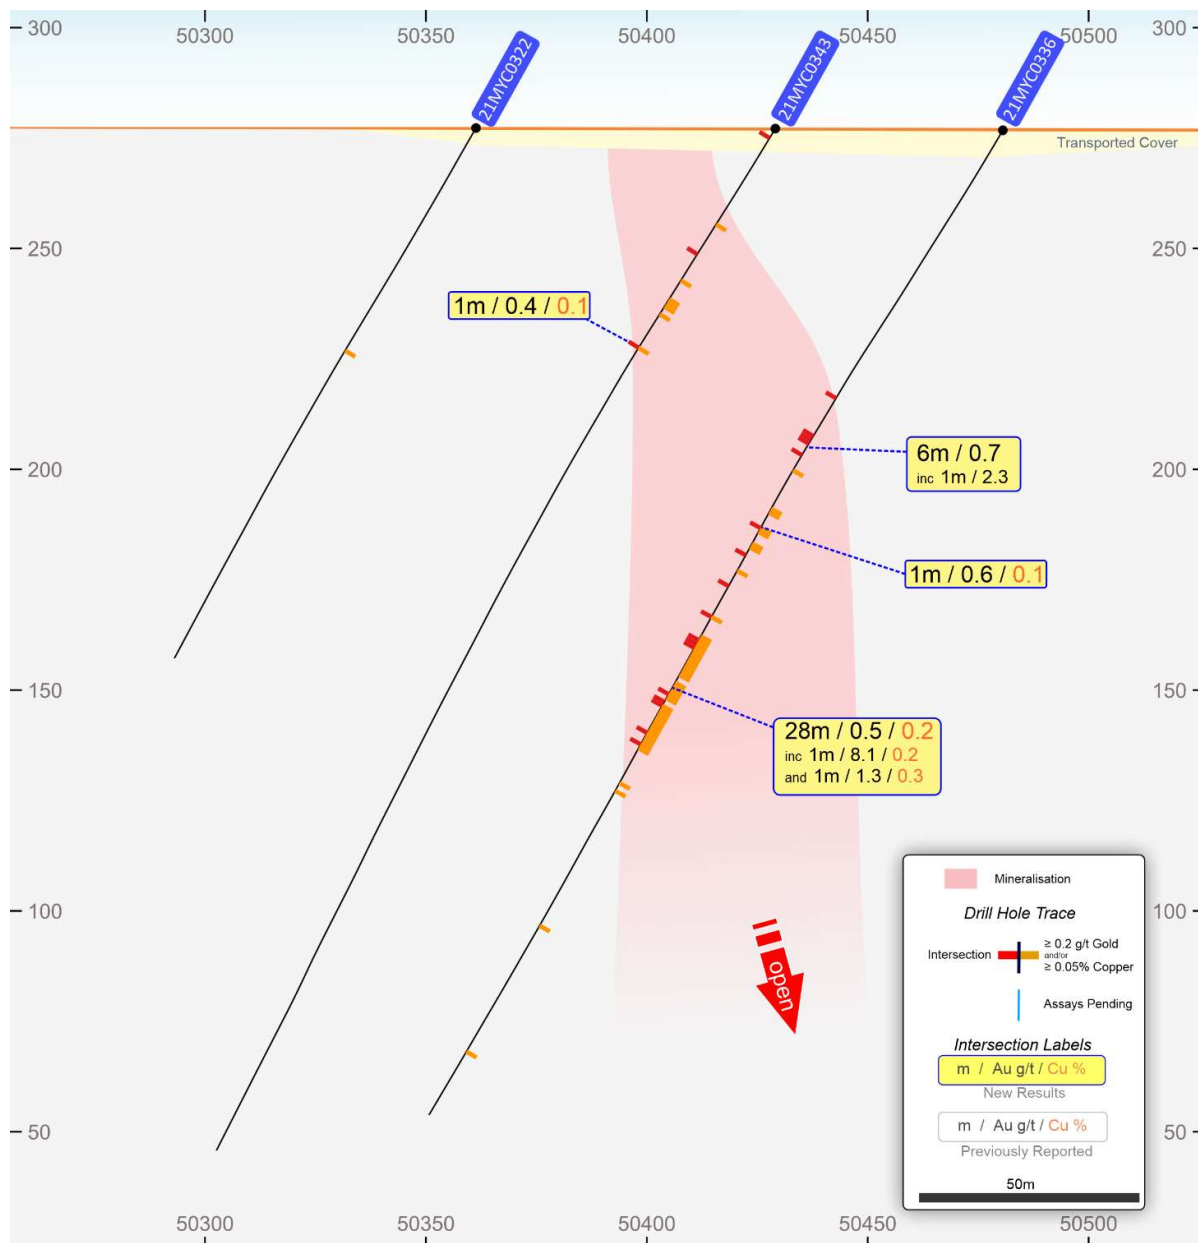 300
50300
50350
50400
50450
50500
300
21MYC0322
21MYC0343
21MYC0336
Transported Cover
250
250
1m / 0.4 / 0.1
200
6m / 0.7
inc 1m / 2.3
200
1m / 0.6 / 0.1
150
150
28m / 0.5 / 0.2
inc 1m / 8.1 / 0.2
and 1m / 1.3 / 0.3
100
100
open
50
50
Mineralisation
Drill Hole Trace
Intersection
≥ 0.2 g/t Gold
and/or
≥ 0.05% Copper
Assays Pending
Intersection Labels
m / Au g/t / Cu %
New Results
m / Au g/t / Cu %
Previously Reported
50m
50300
50350
50400
50450
50500